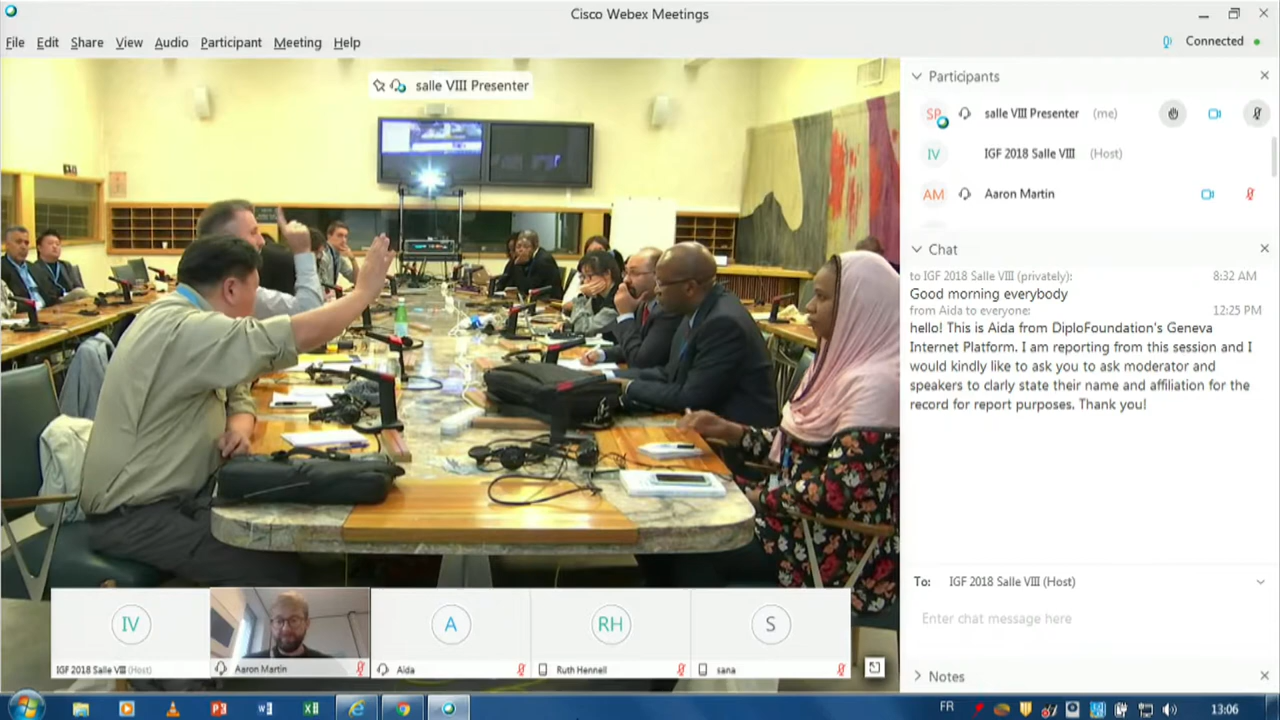 Cisco Webex Meetings
File Edit Share View Audio Participant Meeting Help
Connected
salle VIII Presenter
Participants
SP salle VIII Presenter (me)
IV IGF 2018 Salle VIII (Host)
AM Aaron Martin
Chat
to IGF 2018 Salle VIII (privately): 8:32 AM
Good morning everybody
from Aida to everyone: 12:25 PM
hello! This is Aida from DiploFoundation's Geneva
Internet Platform. I am reporting from this session and I
would kindly like to ask you to ask moderator and
speakers to clarly state their name and affiliation for the
record for report purposes. Thank you!
To: IGF 2018 Salle VIII (Host)
Enter chat message here
Notes
IV A RH S
IGF 2018 Salle VIII (Host) Aaron Martin Aida Ruth Hennell sana
FR 13:06